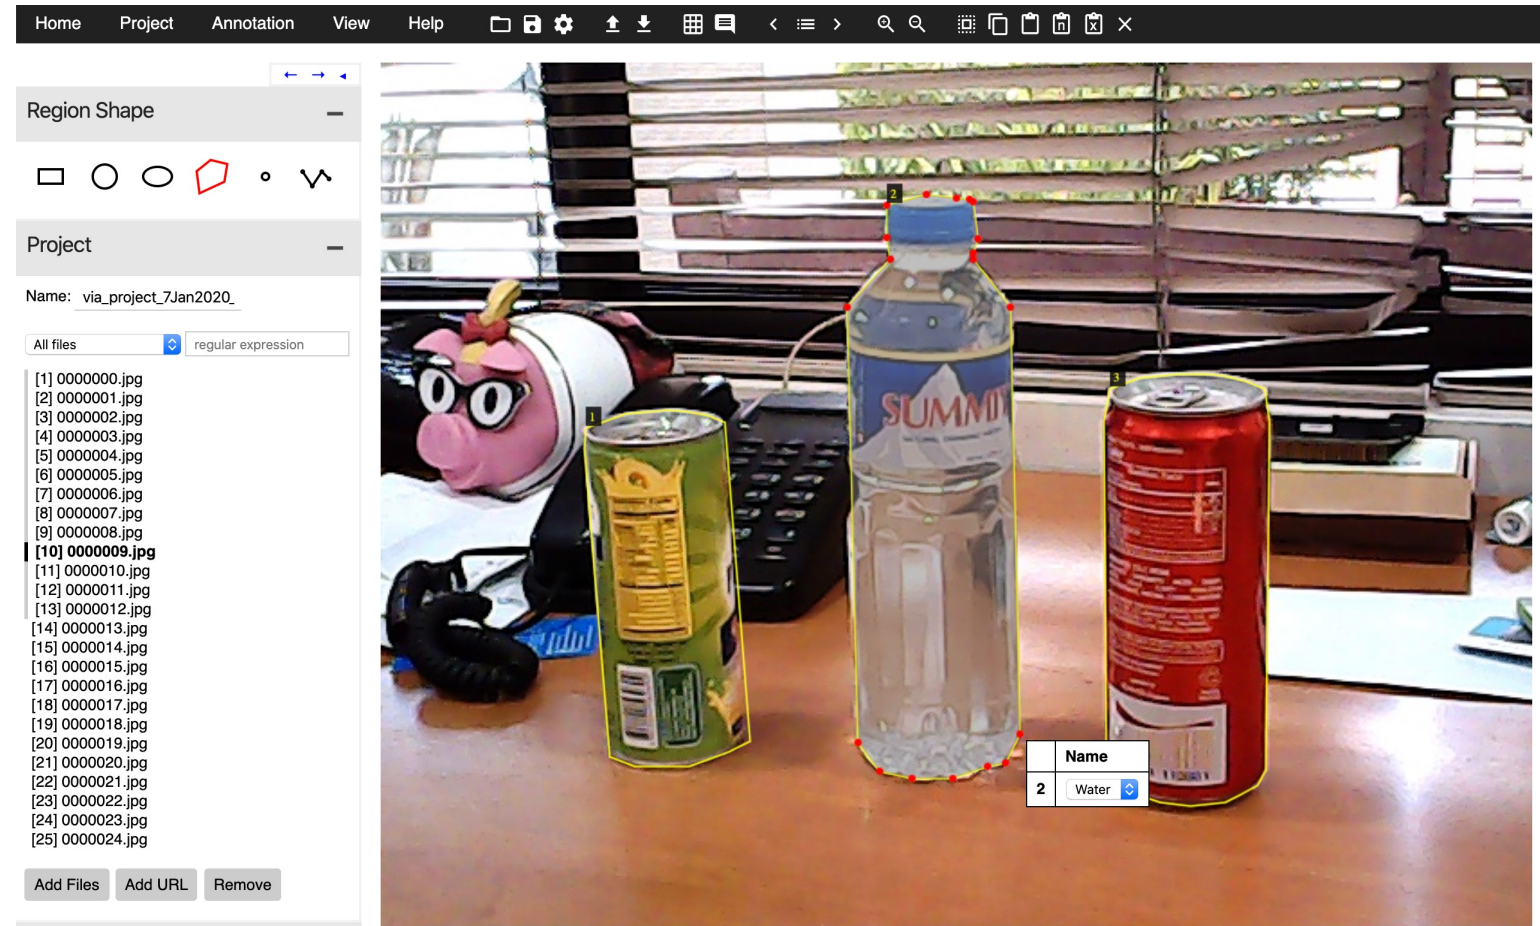 Home Project Annotation View Help
Region Shape
Project
Name: via_project_7Jan2020_
All files regular expression
[1] 0000000.jpg
[2] 0000001.jpg
[3] 0000002.jpg
[4] 0000003.jpg
[5] 0000004.jpg
[6] 0000005.jpg
[7] 0000006.jpg
[8] 0000007.jpg
[9] 0000008.jpg
[10] 0000009.jpg
[11] 0000010.jpg
[12] 0000011.jpg
[13] 0000012.jpg
[14] 0000013.jpg
[15] 0000014.jpg
[16] 0000015.jpg
[17] 0000016.jpg
[18] 0000017.jpg
[19] 0000018.jpg
[20] 0000019.jpg
[21] 0000020.jpg
[22] 0000021.jpg
[23] 0000022.jpg
[24] 0000023.jpg
[25] 0000024.jpg
Add Files Add URL Remove
2
1
3
SUMMIT
Name
2 Water